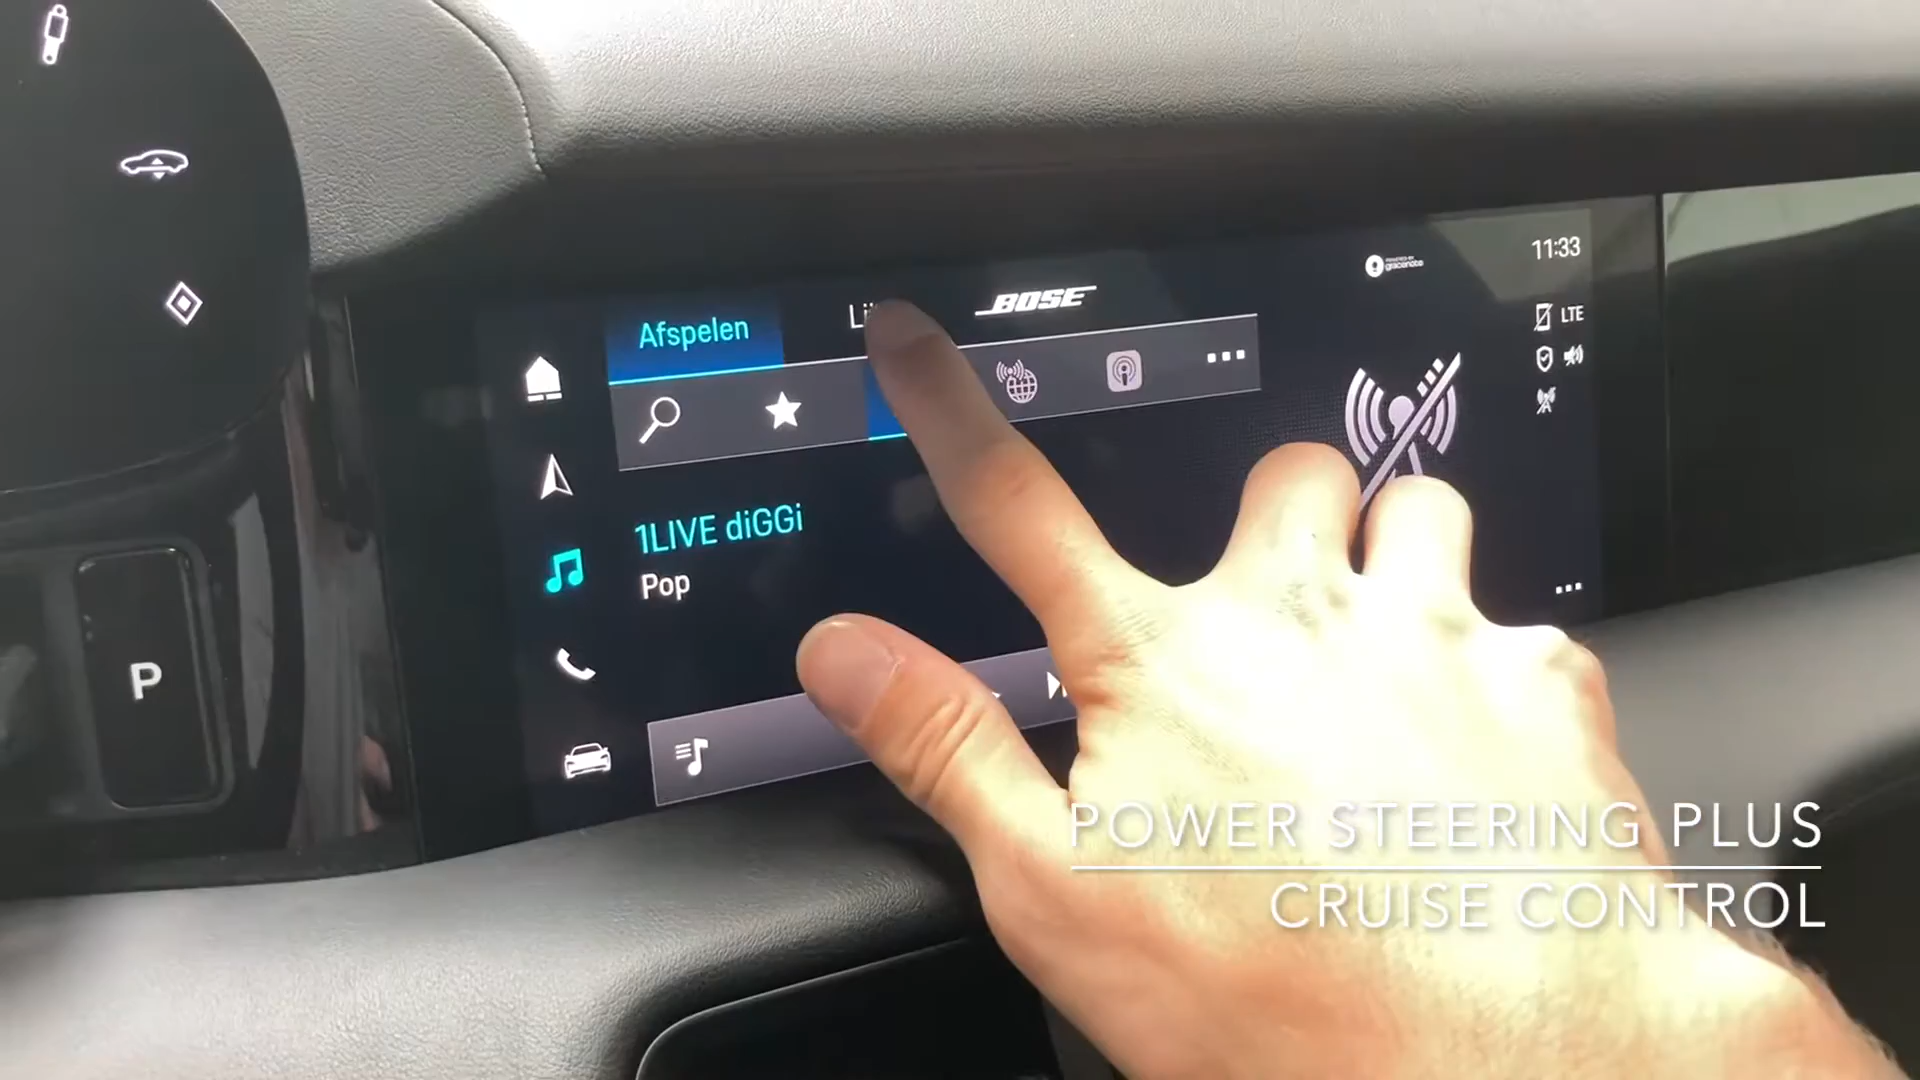 BOSE
11:33
Afspelen
LTE
1LIVE diGGi
Pop
P
POWER STEERING PLUS
CRUISE CONTROL